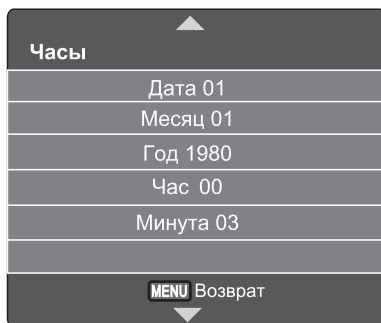 Часы
Дата 01
Месяц 01
Год 1980
Час 00
Минута 03
MENU Возврат